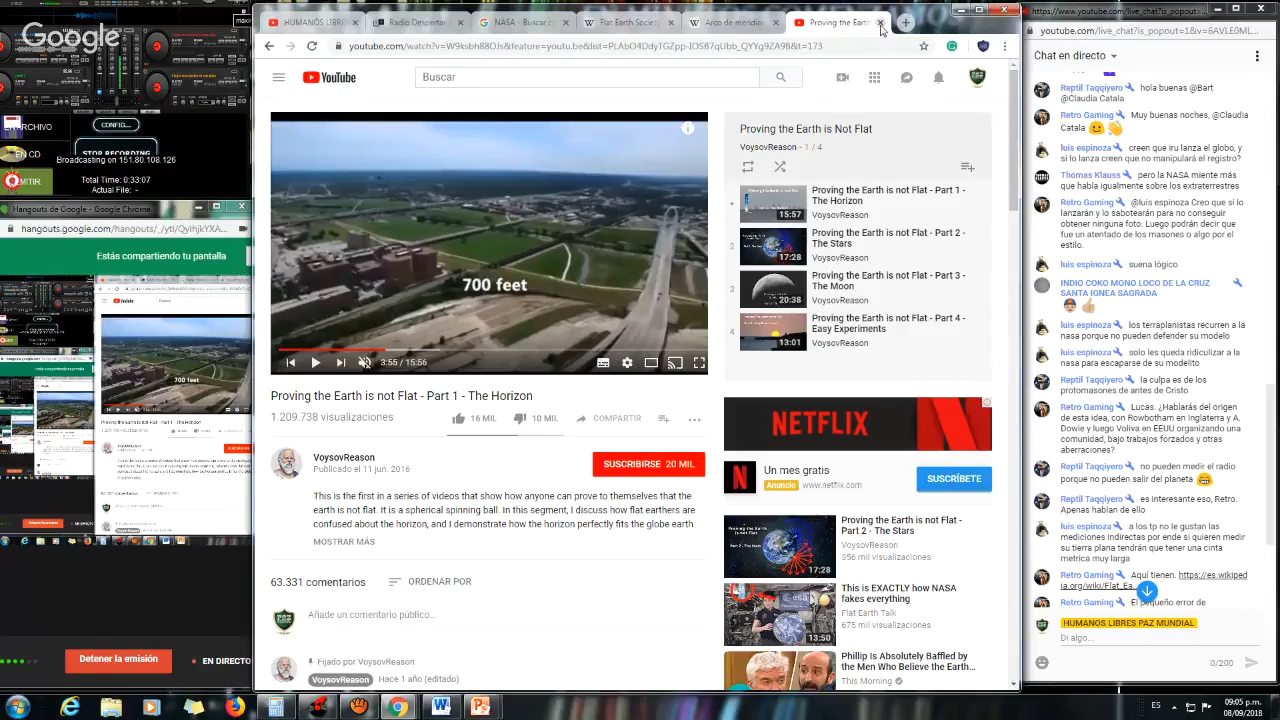 Google
ARCHIVO
EN CD
EMITIR
CONFIG...
STOP RECORDING
Broadcasting on 151.80.108.126
Total Time: 0:33:07
Actual File: -
Hangouts de Google - Google Chrome
hangouts.google.com/hangouts/_/ytl/QylhjkYXA...
Estás compartiendo tu pantalla
Detener la emisión
EN DIRECTO
HUMANOS LIBRE
Radio Despertar
NASA - Buscar co
Flat Earth Society
Arco de meridian
Proving the Earth
YouTube
Buscar
700 feet
3:55 / 15:56
Proving the Earth is not Flat - Part 1 - The Horizon
1.209.738 visualizaciones
16 MIL
10 MIL
COMPARTIR
VoysovReason
Publicado el 11 jun. 2016
SUSCRIBIRSE 20 MIL
This is the first in a series of videos that show how anyone can prove to themselves that the
earth is not flat. It is a spherical spinning ball. In this segment, I discuss how flat earthers are
confused about the horizon, and I demonstrate how the horizon perfectly fits the globe earth
MOSTRAR MÁS
63.331 comentarios
ORDENAR POR
Añade un comentario público...
Fijado por VoysovReason
VoysovReason Hace 1 año (editado)
Proving the Earth is Not Flat
VoysovReason - 1 / 4
Proving the Earth is not Flat - Part 1 -
The Horizon
VoysovReason
15:57
2
Proving the Earth is not Flat - Part 2 -
The Stars
VoysovReason
17:28
3
Proving the Earth is not Flat - Part 3 -
The Moon
VoysovReason
20:38
4
Proving the Earth is not Flat - Part 4 -
Easy Experiments
VoysovReason
13:01
NETFLIX
N
Un mes gratis
Anuncio www.netflix.com
SUSCRÍBETE
Proving the Earth is not Flat -
Part 2 - The Stars
VoysovReason
356 mil visualizaciones
17:28
This is EXACTLY how NASA
fakes everything
Flat Earth Talk
675 mil visualizaciones
13:50
Phillip Is Absolutely Baffled by
the Men Who Believe the Earth...
This Morning
https://www.youtube.com/live_chat?is_popout=1
youtube.com/live_chat?is_popout=1&v=6AVLE0ML...
Chat en directo
Reptil Taqqiyero hola buenas @Bart
@Claudia Catala
Retro Gaming Muy buenas noches, @Claudia
Catala
luis espinoza creen que iru lanza el globo, y
si lo lanza creen que no manipulará el registro?
Thomas Klauss pero la NASA miente más
que habla igualmente sobre los extraterrestres
Retro Gaming @luis espinoza Creo que si lo
lanzarán y lo sabotearán para no conseguir
obtener ninguna foto. Luego podrán decir que
fue un atentado de los masones o algo por el
estilo.
luis espinoza suena lógico
INDIO COKO MONO LOCO DE LA CRUZ
SANTA IGNEA SAGRADA
luis espinoza los terraplanistas recurren a la
nasa porque no pueden defender su modelo
luis espinoza solo les queda ridiculizar a la
nasa para escaparse de su modelito
Reptil Taqqiyero la culpa es de los
protomasones de antes de Cristo
Retro Gaming Lucas. ¿Hablarás del origen
de esta idea, con Rowbotham en Inglaterra y A.
Dowie y luego Voliva en EEUU organizando una
comunidad, bajo trabajos forzados yotras
aberraciones?
Reptil Taqqiyero no pueden medir el radio
porque no pueden salir del planeta
Reptil Taqqiyero es interesante eso, Retro.
Apenas hablan de ello
luis espinoza a los tp no le gustan las
mediciones indirectas por ende si quieren medir
su tierra plana tendrán que tener una cinta
metrica muy larga
Retro Gaming Aquí tienen. https://es.wikiped
ia.org/wiki/Flat_Ea...
Retro Gaming El pequeño error de
HUMANOS LIBRES PAZ MUNDIAL
Di algo...
0/200
ES
09:05 p.m.
08/09/2018